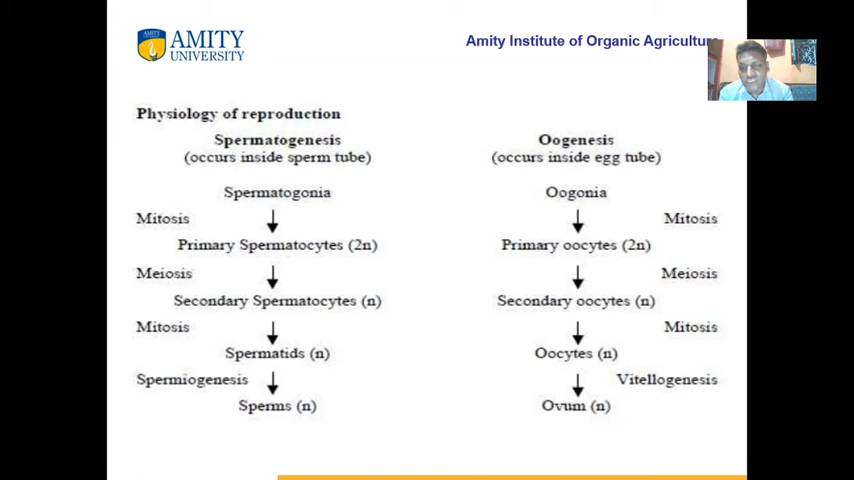 AMITY
UNIVERSITY
Amity Institute of Organic Agriculture
Physiology of reproduction
Spermatogenesis
(occurs inside sperm tube)
Oogenesis
(occurs inside egg tube)
Spermatogonia
Oogonia
Mitosis
Mitosis
Primary Spermatocytes (2n)
Primary oocytes (2n)
Meiosis
Meiosis
Secondary Spermatocytes (n)
Secondary oocytes (n)
Mitosis
Mitosis
Spermatids (n)
Oocytes (n)
Spermiogenesis
Vitellogenesis
Sperms (n)
Ovum (n)